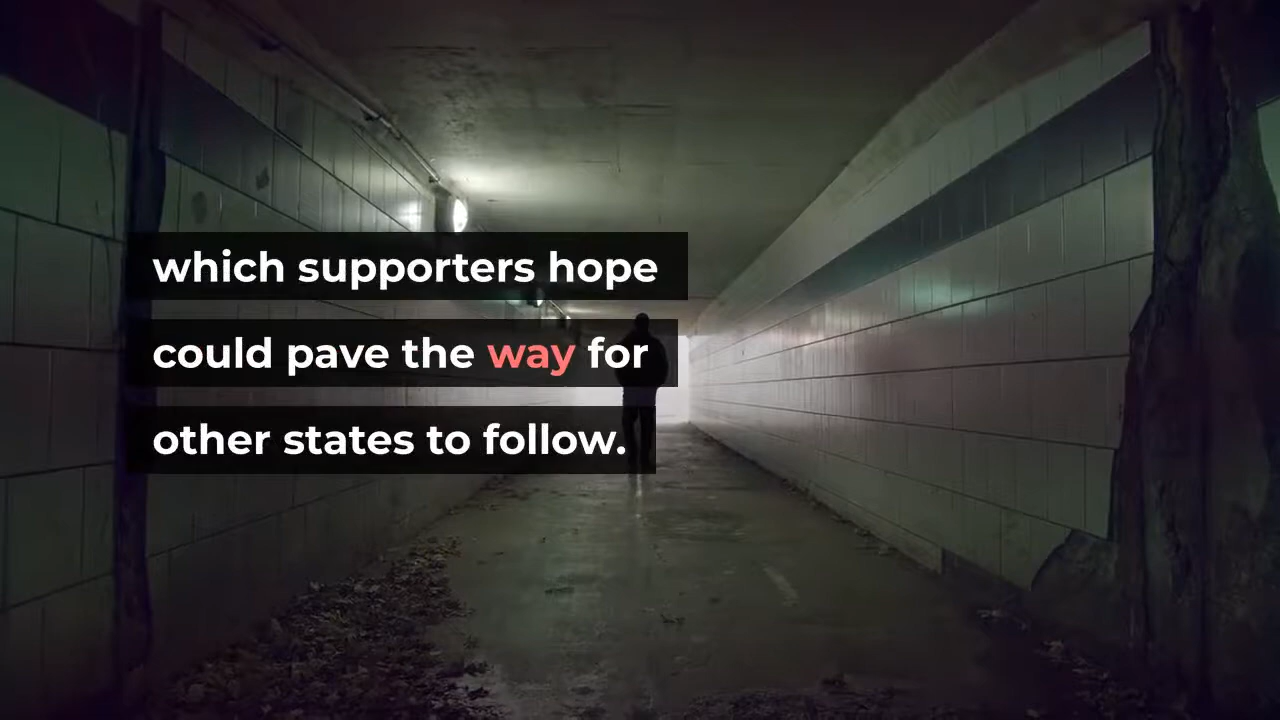 which supporters hope
could pave the way for
other states to follow.